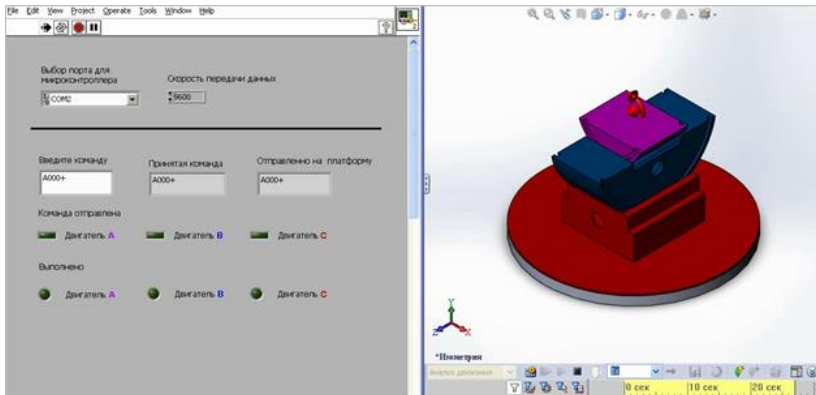 File Edit View Project Operate Tools Window Help
Выбор порта для
микроконтроллера
Скорость передачи данных
COM2
9600
Введите команду
Принятая команда
Отправленно на платформу
A000+
A000+
A000+
Команда отправлена
Двигатель A
Двигатель B
Двигатель C
Выполнено
Двигатель A
Двигатель B
Двигатель C
Y
Z
X
*Изометрия
Анализ движения
0 сек
10 сек
20 сек